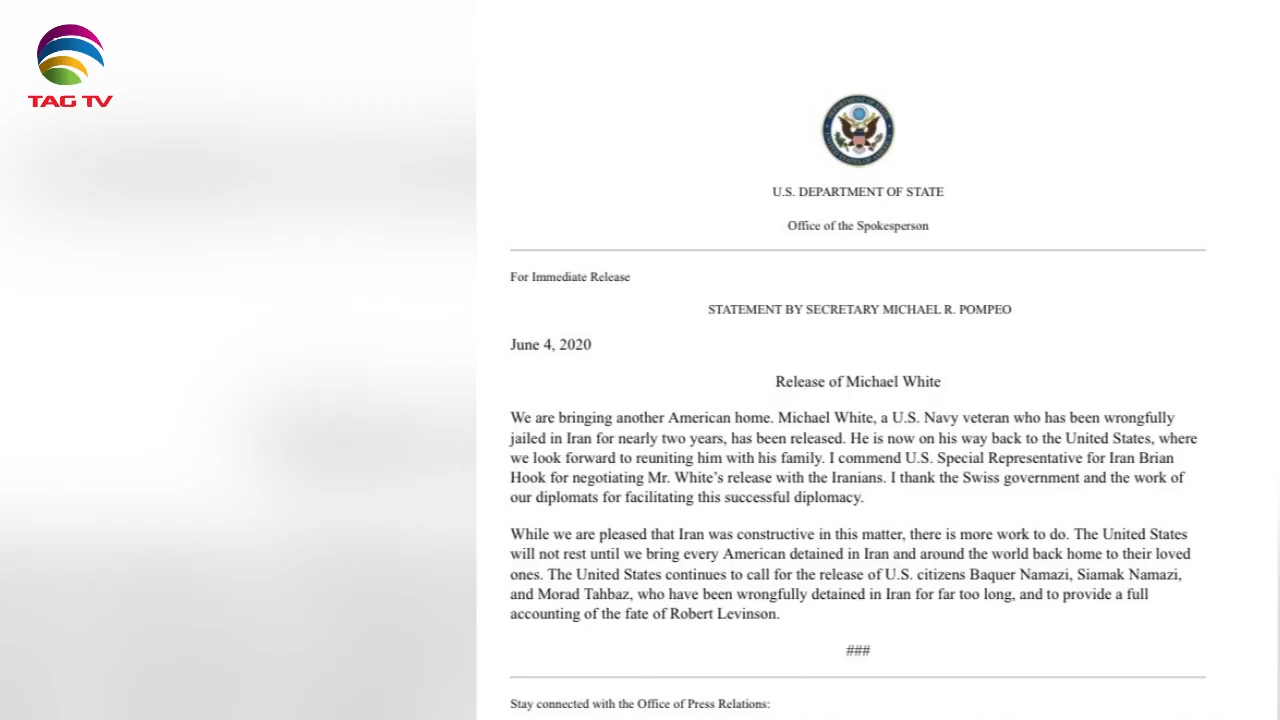 TAG TV
U.S. DEPARTMENT OF STATE
Office of the Spokesperson
For Immediate Release
STATEMENT BY SECRETARY MICHAEL R. POMPEO
June 4, 2020
Release of Michael White
We are bringing another American home. Michael White, a U.S. Navy veteran who has been wrongfully
jailed in Iran for nearly two years, has been released. He is now on his way back to the United States, where
we look forward to reuniting him with his family. I commend U.S. Special Representative for Iran Brian
Hook for negotiating Mr. White’s release with the Iranians. I thank the Swiss government and the work of
our diplomats for facilitating this successful diplomacy.
While we are pleased that Iran was constructive in this matter, there is more work to do. The United States
will not rest until we bring every American detained in Iran and around the world back home to their loved
ones. The United States continues to call for the release of U.S. citizens Baquer Namazi, Siamak Namazi,
and Morad Tahbaz, who have been wrongfully detained in Iran for far too long, and to provide a full
accounting of the fate of Robert Levinson.
###
Stay connected with the Office of Press Relations: